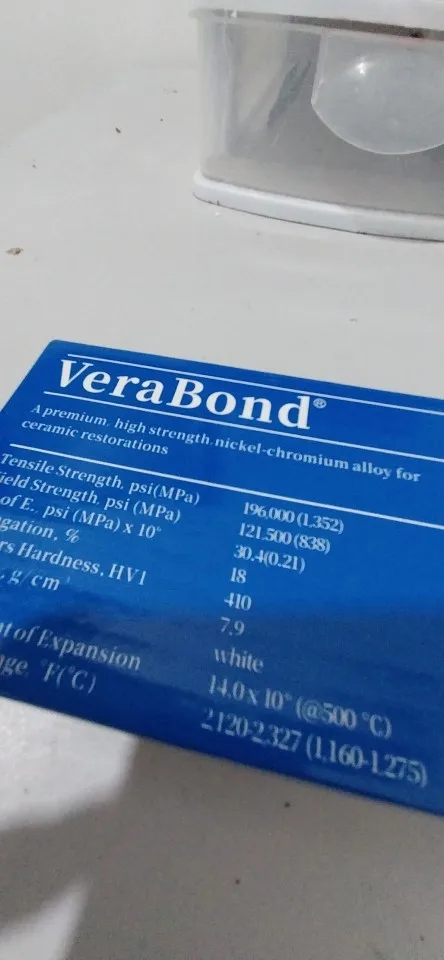 VeraBond®
A premium, high strength, nickel-chromium alloy for
ceramic restorations
Tensile Strength, psi(MPa) 196,000 (1,352)
ield Strength, psi (MPa) 121,500 (838)
of E., psi (MPa) x 10⁶ 30.4(0.21)
gation, % 18
rs Hardness, HV1 410
, g/cm³ 7.9
white
t of Expansion 14.0 x 10⁻⁶ (@500 °C)
ge, °F(°C) 2,120-2,327 (1,160-1,275)